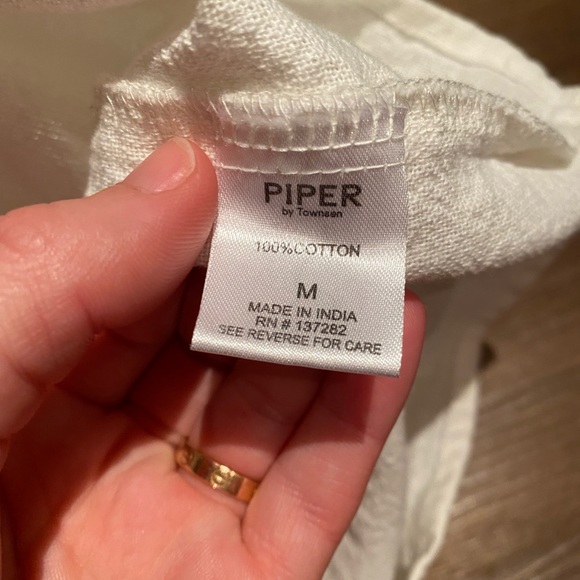 PIPER
by Townsen
100%COTTON
M
MADE IN INDIA
RN # 137282
SEE REVERSE FOR CARE